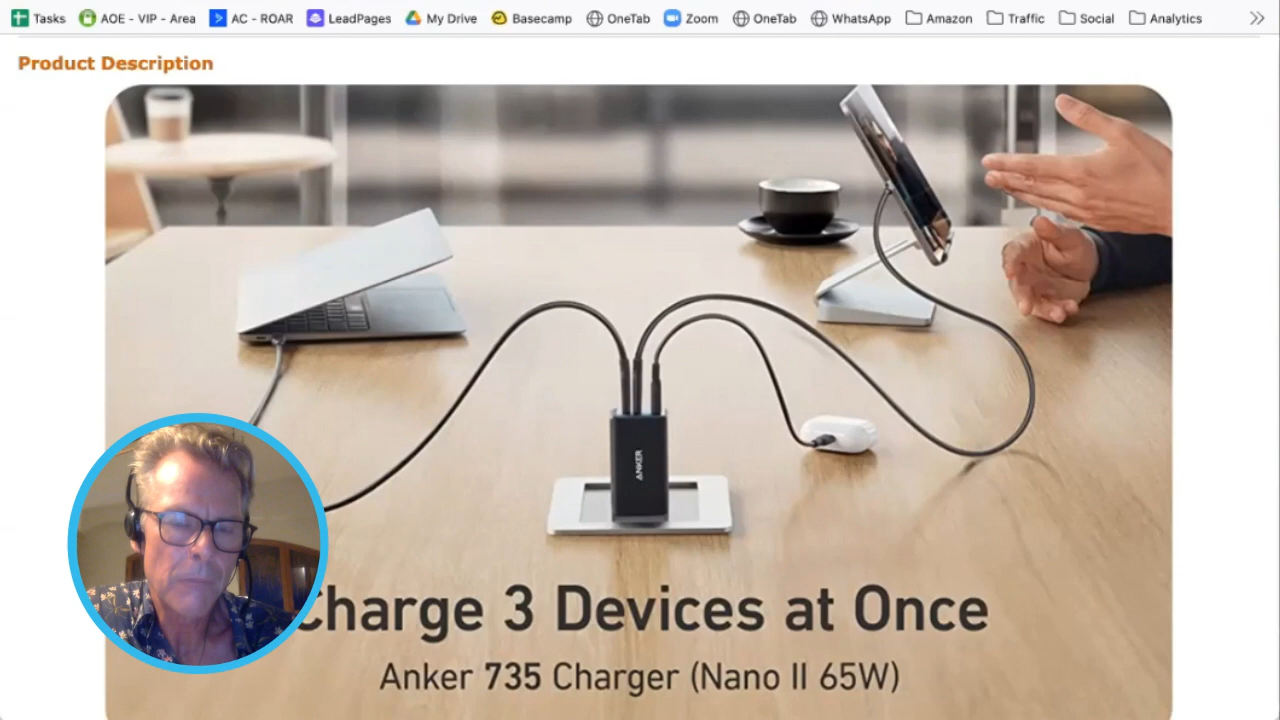 Tasks AOE - VIP - Area AC - ROAR LeadPages My Drive Basecamp OneTab Zoom OneTab WhatsApp Amazon Traffic Social Analytics
Product Description
ANKER
Charge 3 Devices at Once
Anker 735 Charger (Nano II 65W)